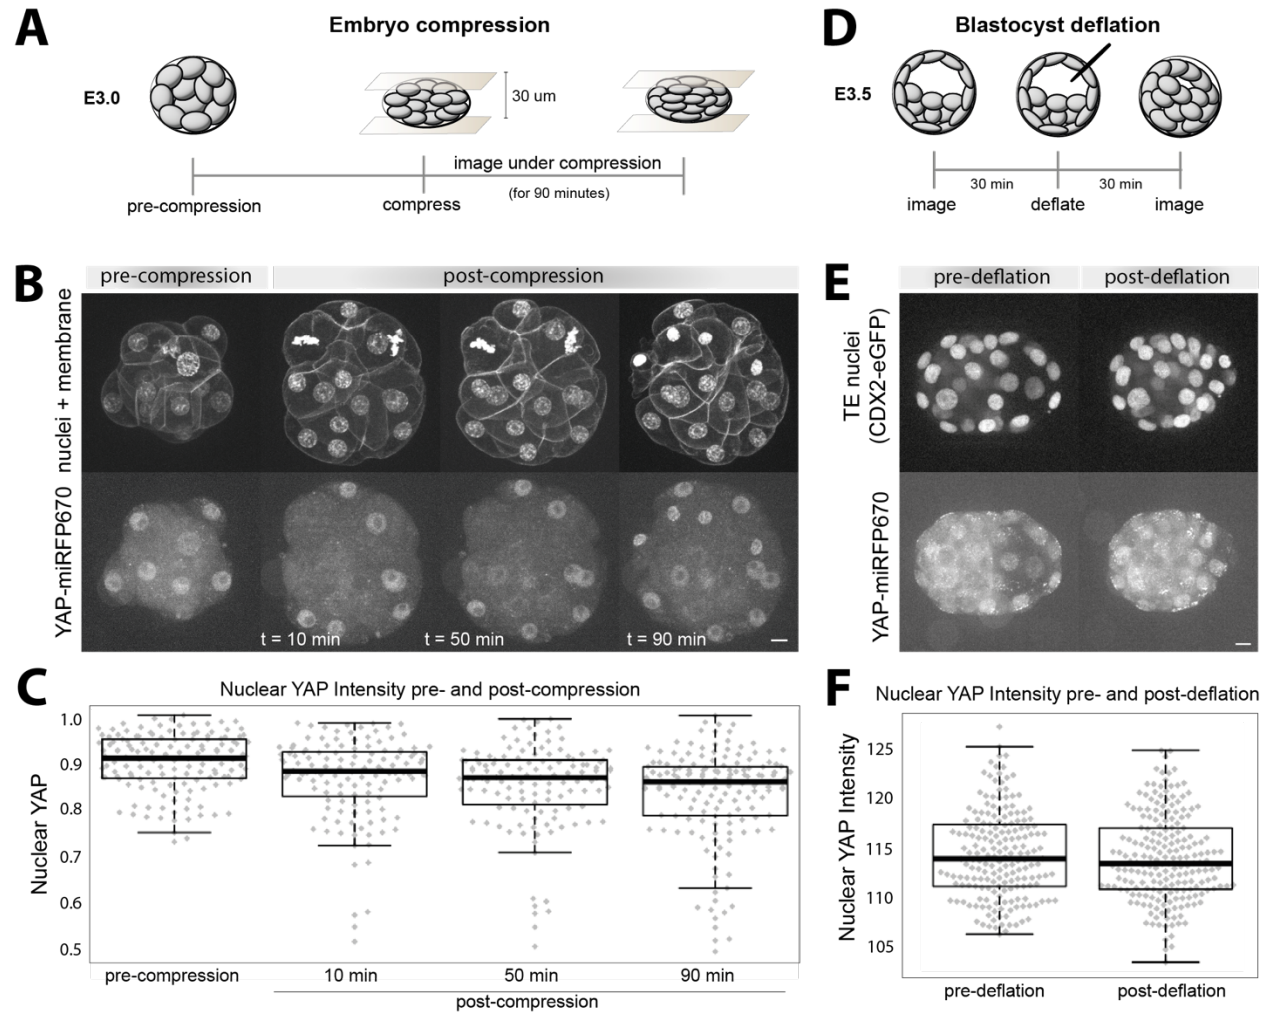 A
Embryo compression
E3.0
30 um
image under compression
(for 90 minutes)
pre-compression
compress
D
Blastocyst deflation
E3.5
30 min
30 min
image
deflate
image
B
pre-compression
post-compression
nuclei + membrane
YAP-miRFP670
t = 10 min
t = 50 min
t = 90 min
E
pre-deflation
post-deflation
TE nuclei
(CDX2-eGFP)
YAP-miRFP670
C
Nuclear YAP Intensity pre- and post-compression
Nuclear YAP
1.0
0.9
0.8
0.7
0.6
0.5
pre-compression
10 min
50 min
90 min
post-compression
F
Nuclear YAP Intensity pre- and post-deflation
Nuclear YAP Intensity
125
120
115
110
105
pre-deflation
post-deflation